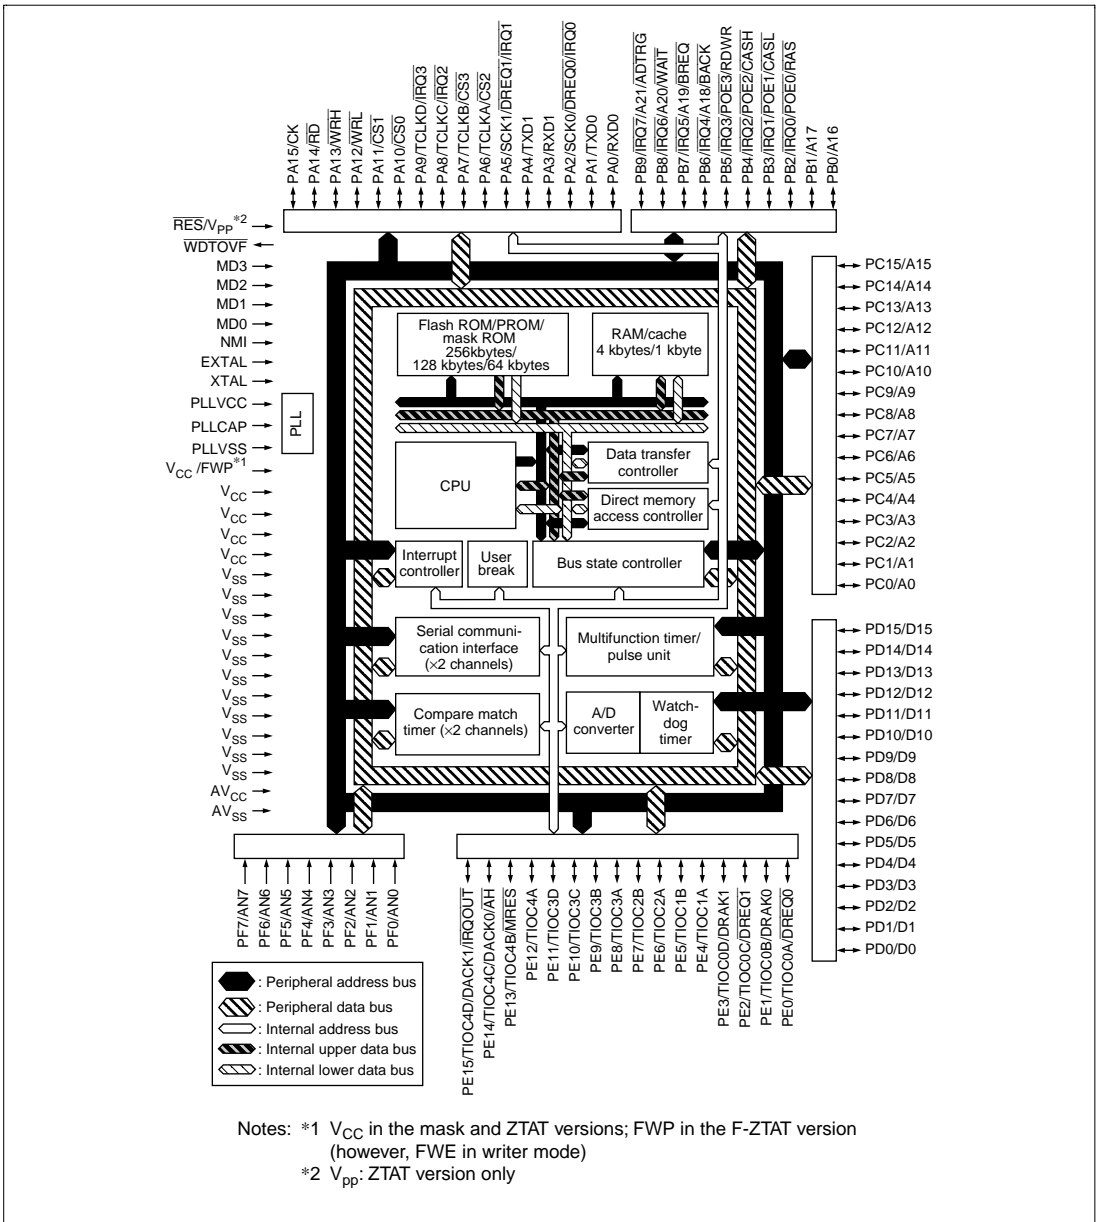 PA15/CK
PA14/RD
PA13/WRH
PA12/WRL
PA11/CS1
PA10/CS0
PA9/TCLKD/IRQ3
PA8/TCLKC/IRQ2
PA7/TCLKB/CS3
PA6/TCLKA/CS2
PA5/SCK1/DREQ1/IRQ1
PA4/TXD1
PA3/RXD1
PA2/SCK0/DREQ0/IRQ0
PA1/TXD0
PA0/RXD0
PB9/IRQ7/A21/ADTRG
PB8/IRQ6/A20/WAIT
PB7/IRQ5/A19/BREQ
PB6/IRQ4/A18/BACK
PB5/IRQ3/POE3/RDWR
PB4/IRQ2/POE2/CASH
PB3/IRQ1/POE1/CASL
PB2/IRQ0/POE0/RAS
PB1/A17
PB0/A16
RES/VPP*2
WDTOVF
MD3
MD2
MD1
MD0
NMI
EXTAL
XTAL
PLLVCC
PLLCAP
PLLVSS
VCC /FWP*1
VCC
VCC
VCC
VCC
VSS
VSS
VSS
VSS
VSS
VSS
VSS
VSS
VSS
VSS
VSS
AVCC
AVSS
PLL
Flash ROM/PROM/
mask ROM
256kbytes/
128 kbytes/64 kbytes
RAM/cache
4 kbytes/1 kbyte
CPU
Data transfer
controller
Direct memory
access controller
Interrupt
controller
User
break
Bus state controller
Serial communi-
cation interface
(×2 channels)
Multifunction timer/
pulse unit
Compare match
timer (×2 channels)
A/D
converter
Watch-
dog
timer
PC15/A15
PC14/A14
PC13/A13
PC12/A12
PC11/A11
PC10/A10
PC9/A9
PC8/A8
PC7/A7
PC6/A6
PC5/A5
PC4/A4
PC3/A3
PC2/A2
PC1/A1
PC0/A0
PD15/D15
PD14/D14
PD13/D13
PD12/D12
PD11/D11
PD10/D10
PD9/D9
PD8/D8
PD7/D7
PD6/D6
PD5/D5
PD4/D4
PD3/D3
PD2/D2
PD1/D1
PD0/D0
PF7/AN7
PF6/AN6
PF5/AN5
PF4/AN4
PF3/AN3
PF2/AN2
PF1/AN1
PF0/AN0
PE15/TIOC4D/DACK1/IRQOUT
PE14/TIOC4C/DACK0/AH
PE13/TIOC4B/MRES
PE12/TIOC4A
PE11/TIOC3D
PE10/TIOC3C
PE9/TIOC3B
PE8/TIOC3A
PE7/TIOC2B
PE6/TIOC2A
PE5/TIOC1B
PE4/TIOC1A
PE3/TIOC0D/DRAK1
PE2/TIOC0C/DREQ1
PE1/TIOC0B/DRAK0
PE0/TIOC0A/DREQ0
: Peripheral address bus
: Peripheral data bus
: Internal address bus
: Internal upper data bus
: Internal lower data bus
Notes: *1 VCC in the mask and ZTAT versions; FWP in the F-ZTAT version
(however, FWE in writer mode)
*2 Vpp: ZTAT version only